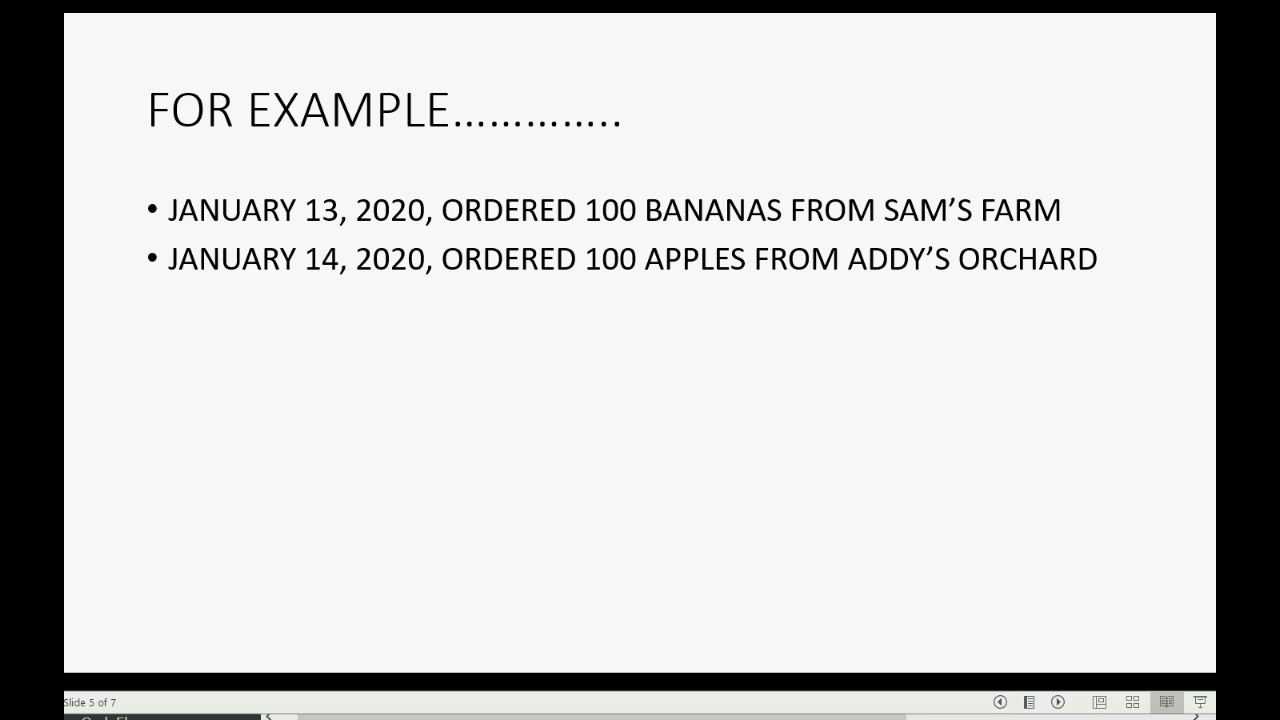 FOR EXAMPLE…………..
• JANUARY 13, 2020, ORDERED 100 BANANAS FROM SAM’S FARM
• JANUARY 14, 2020, ORDERED 100 APPLES FROM ADDY’S ORCHARD
Slide 5 of 7